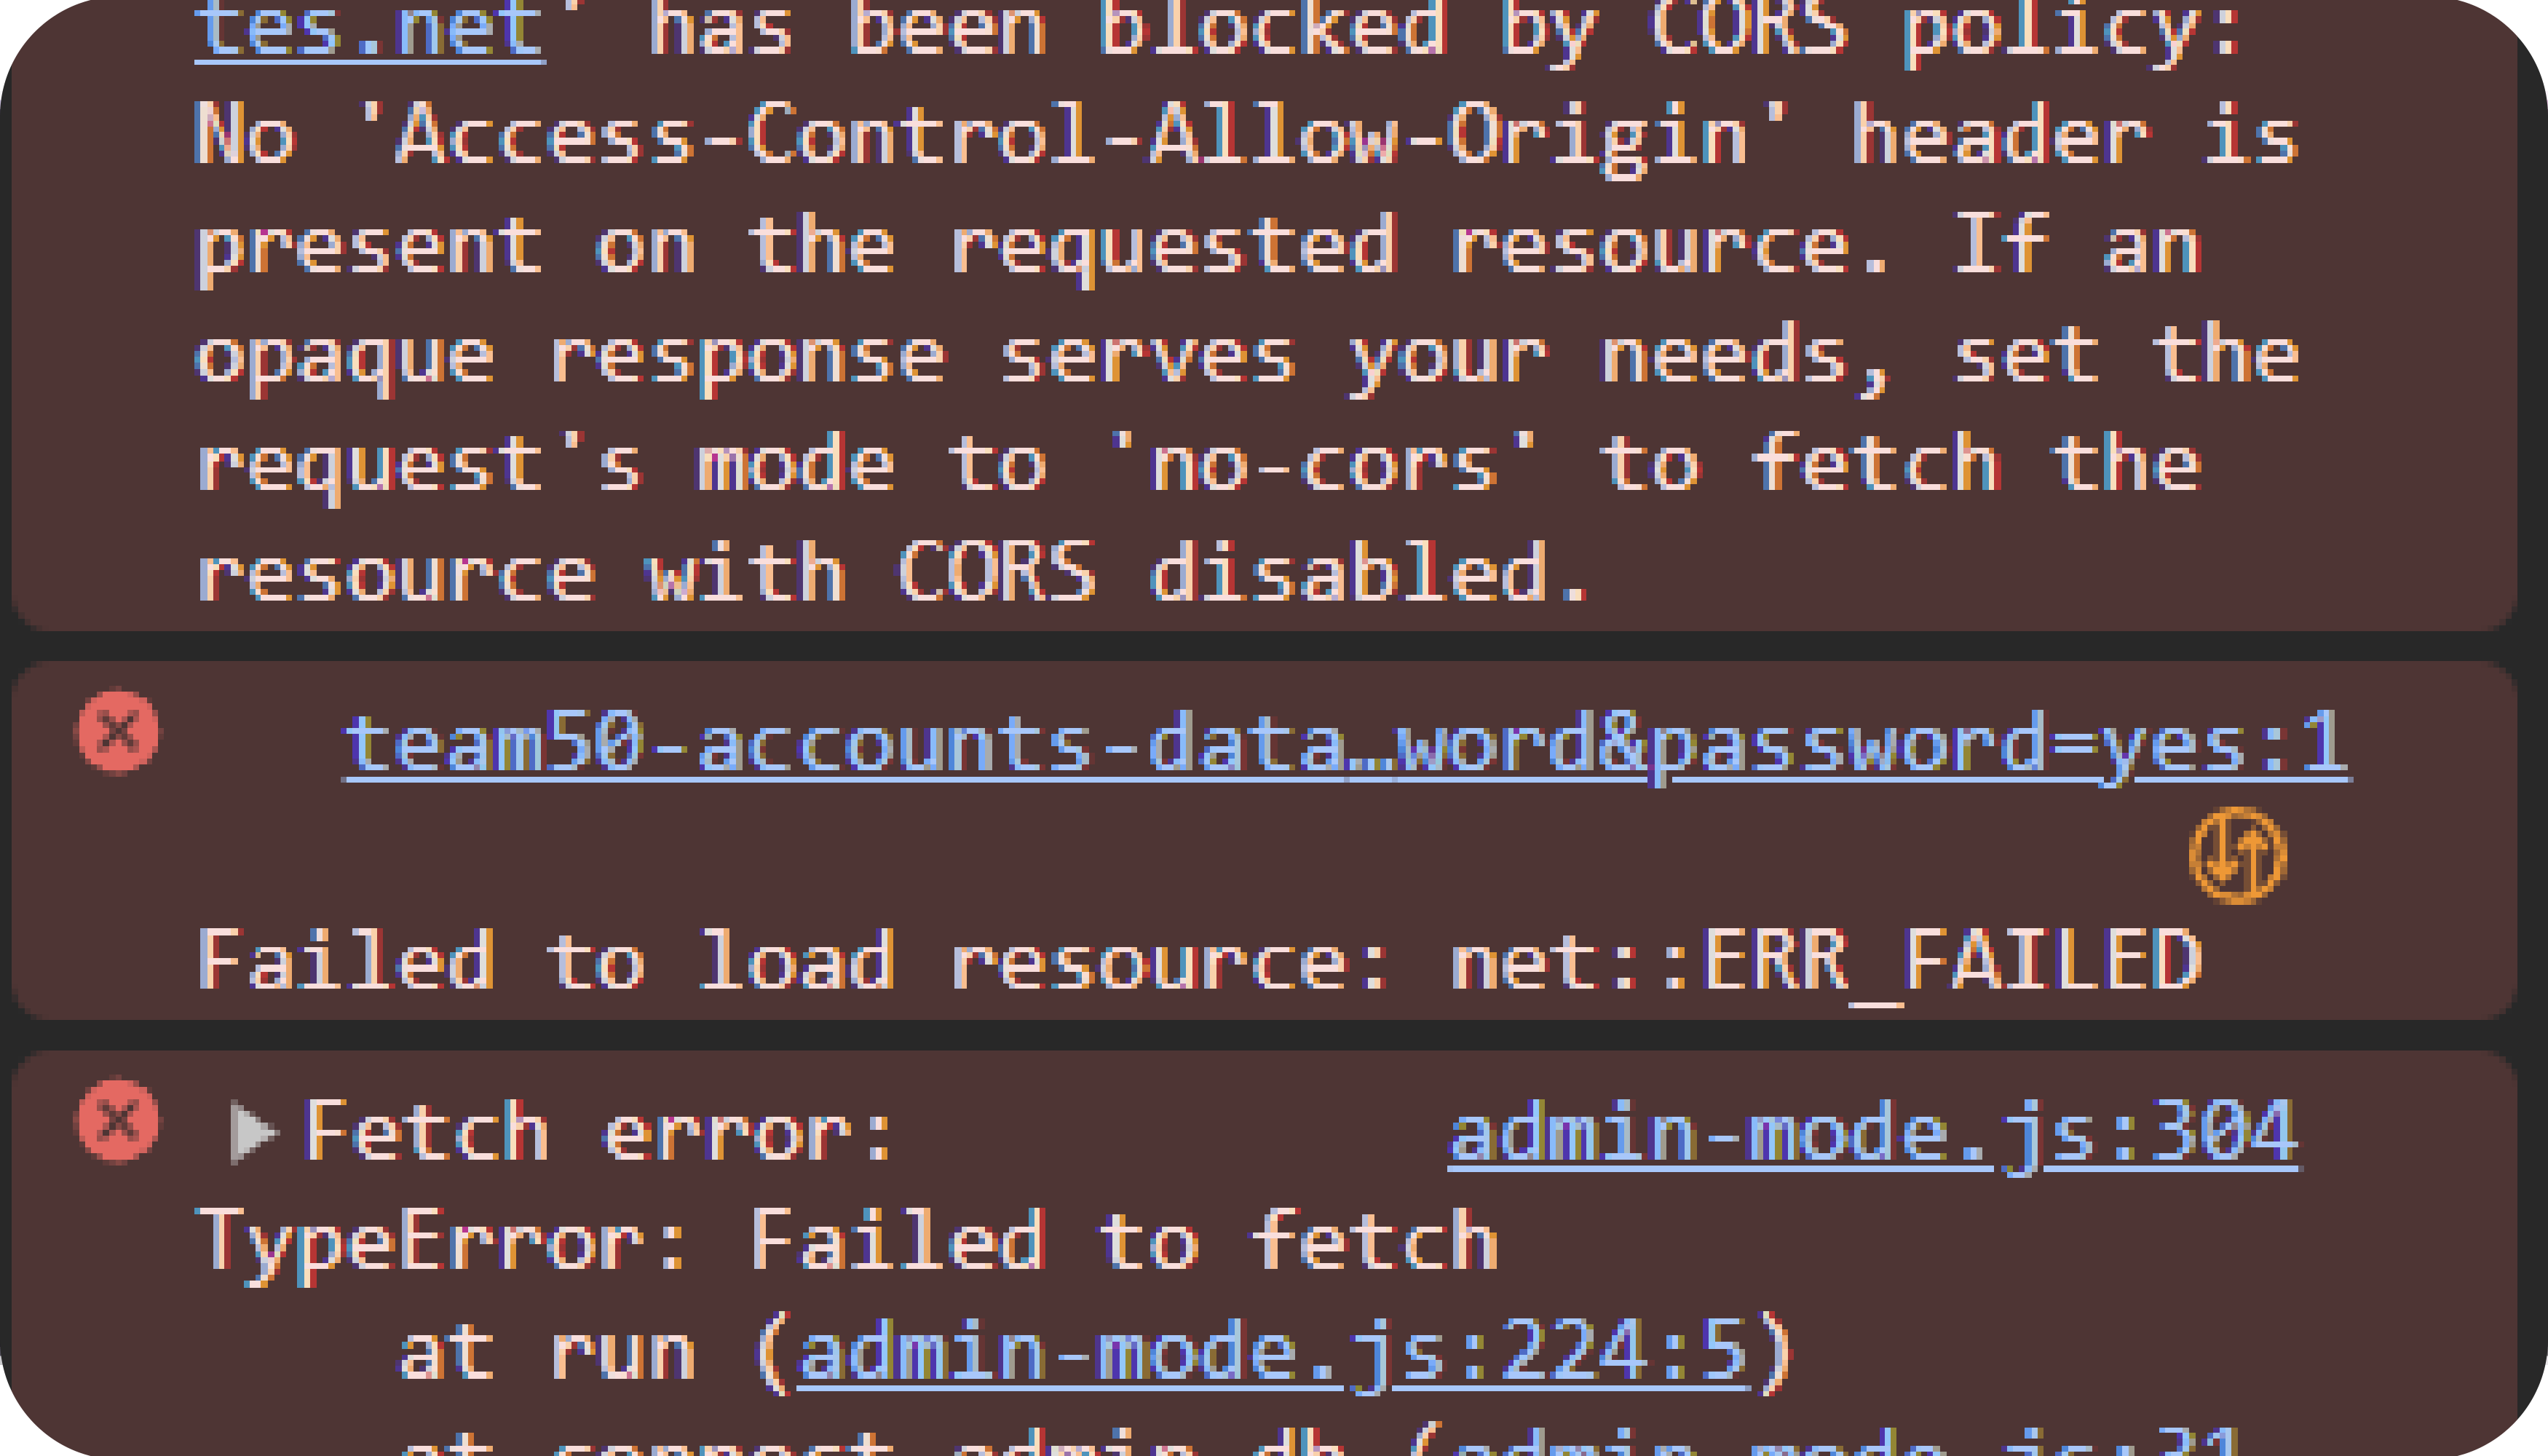 tes.net' has been blocked by CORS policy:
No 'Access-Control-Allow-Origin' header is
present on the requested resource. If an
opaque response serves your needs, set the
request's mode to 'no-cors' to fetch the
resource with CORS disabled.
team50-accounts-data…word&password=yes:1
Failed to load resource: net::ERR_FAILED
Fetch error: admin-mode.js:304
TypeError: Failed to fetch
at run (admin-mode.js:224:5)
at